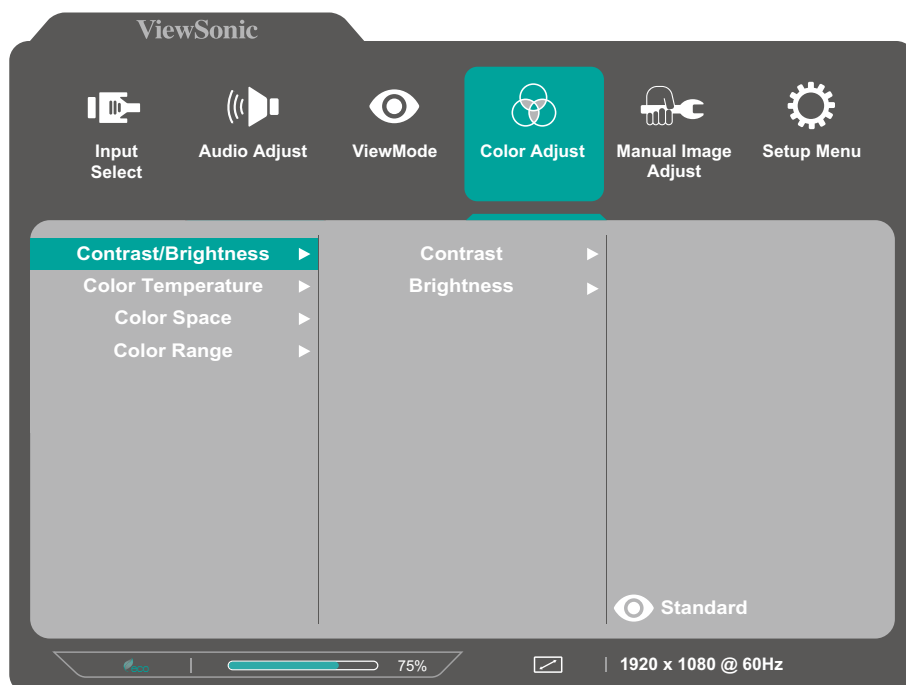 ViewSonic
Input Select
Audio Adjust
ViewMode
Color Adjust
Manual Image Adjust
Setup Menu
Contrast/Brightness
Color Temperature
Color Space
Color Range
Contrast
Brightness
Standard
eco
75%
1920 x 1080 @ 60Hz